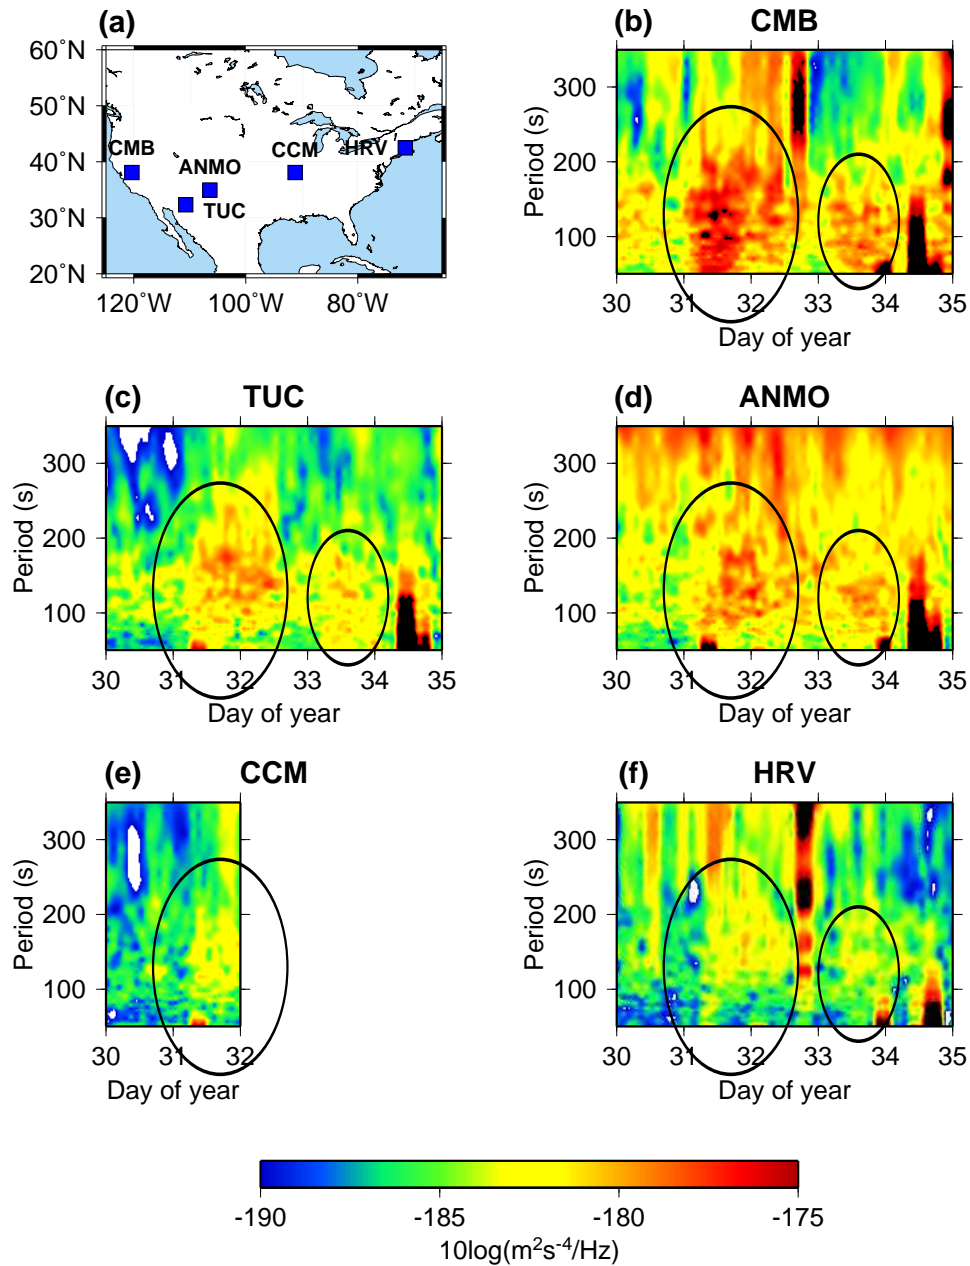 (a)
60˚N
50˚N
40˚N
30˚N
20˚N
120˚W
100˚W
80˚W
CMB
ANMO
TUC
CCM
HRV
(b) CMB
Period (s)
300
200
100
30 31 32 33 34 35
Day of year
(c) TUC
Period (s)
300
200
100
30 31 32 33 34 35
Day of year
(d) ANMO
Period (s)
300
200
100
30 31 32 33 34 35
Day of year
(e) CCM
Period (s)
300
200
100
30 31 32
Day of year
(f) HRV
Period (s)
300
200
100
30 31 32 33 34 35
Day of year
-190 -185 -180 -175
10log(m²s⁻⁴/Hz)